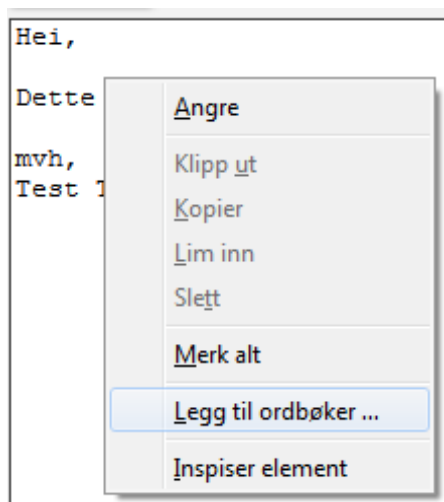 Hei,
Dette
mvh,
Test
Angre
Klipp ut
Kopier
Lim inn
Slett
Merk alt
Legg til ordbøker ...
Inspiser element